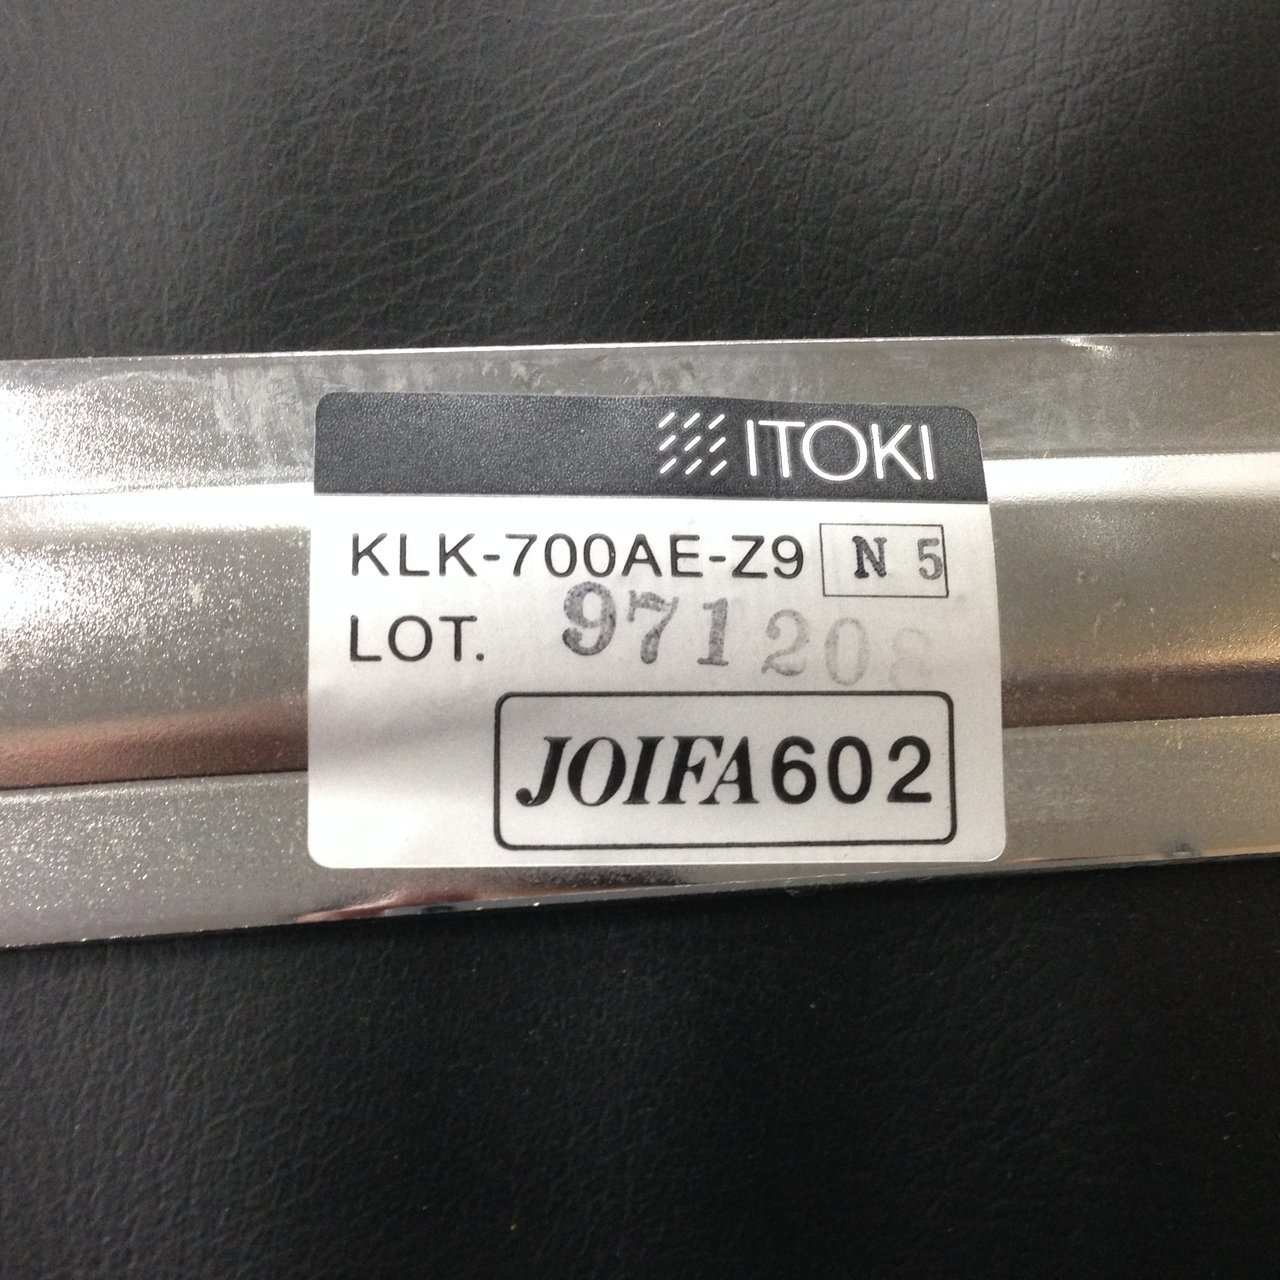 ITOKI
KLK-700AE-Z9 N 5
LOT. 971208
JOIFA602